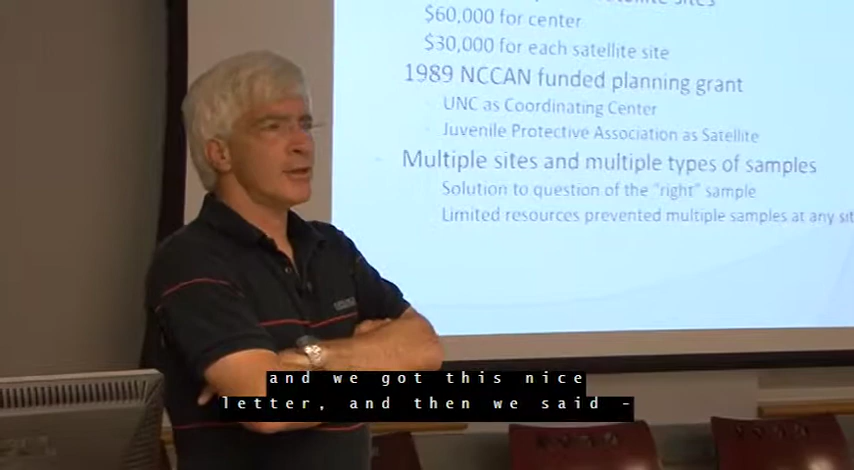 $60,000 for center
$30,000 for each satellite site
1989 NCCAN funded planning grant
UNC as Coordinating Center
Juvenile Protective Association as Satellite
Multiple sites and multiple types of samples
Solution to question of the "right" sample
Limited resources prevented multiple samples at any
and we got this nice
letter, and then we said -